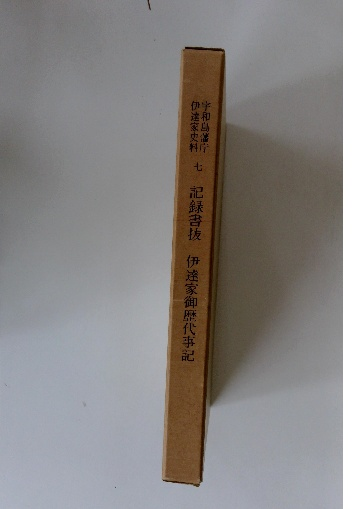 宇和島藩庁
伊達家史料
七
記録書抜
伊達家御歴代事記